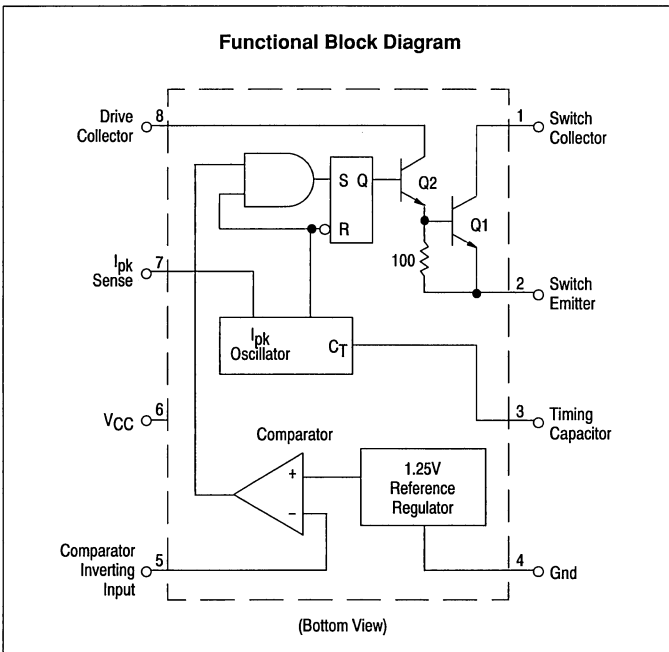 Functional Block Diagram
Drive
Collector
8
1
Switch
Collector
S Q
R
Q2
Q1
100
Ipk
Sense
7
2
Switch
Emitter
Ipk
Oscillator
CT
VCC
6
3
Timing
Capacitor
Comparator
+
−
1.25V
Reference
Regulator
Comparator
Inverting
Input
5
4
Gnd
(Bottom View)